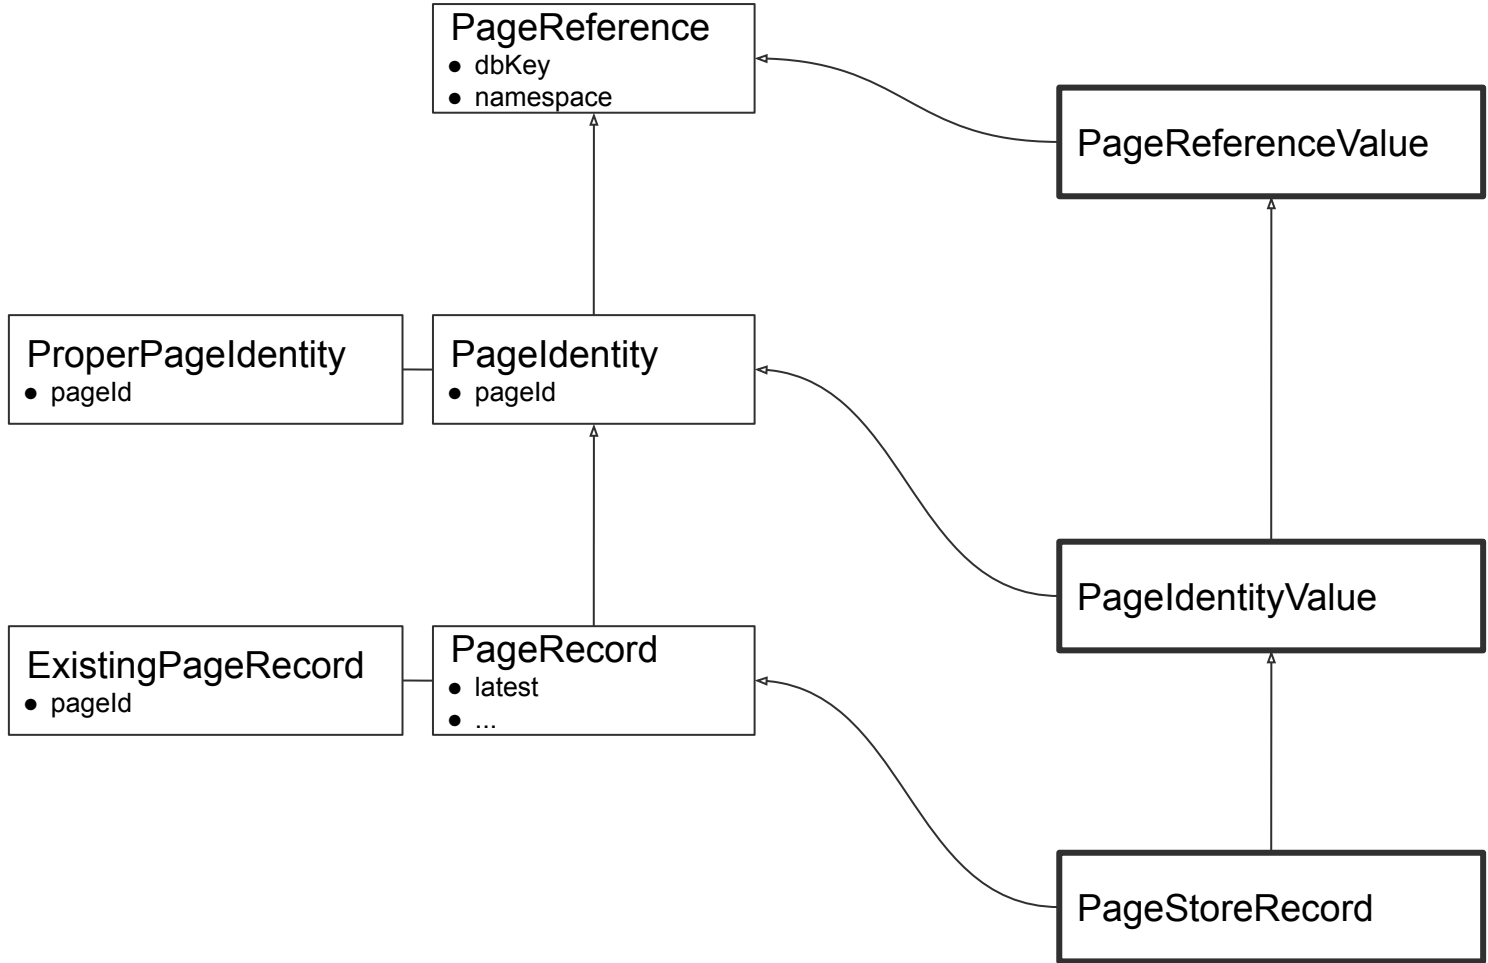 PageReference
● dbKey
● namespace
PageReferenceValue
ProperPageIdentity
● pageId
PageIdentity
● pageId
PageIdentityValue
ExistingPageRecord
● pageId
PageRecord
● latest
● ...
PageStoreRecord